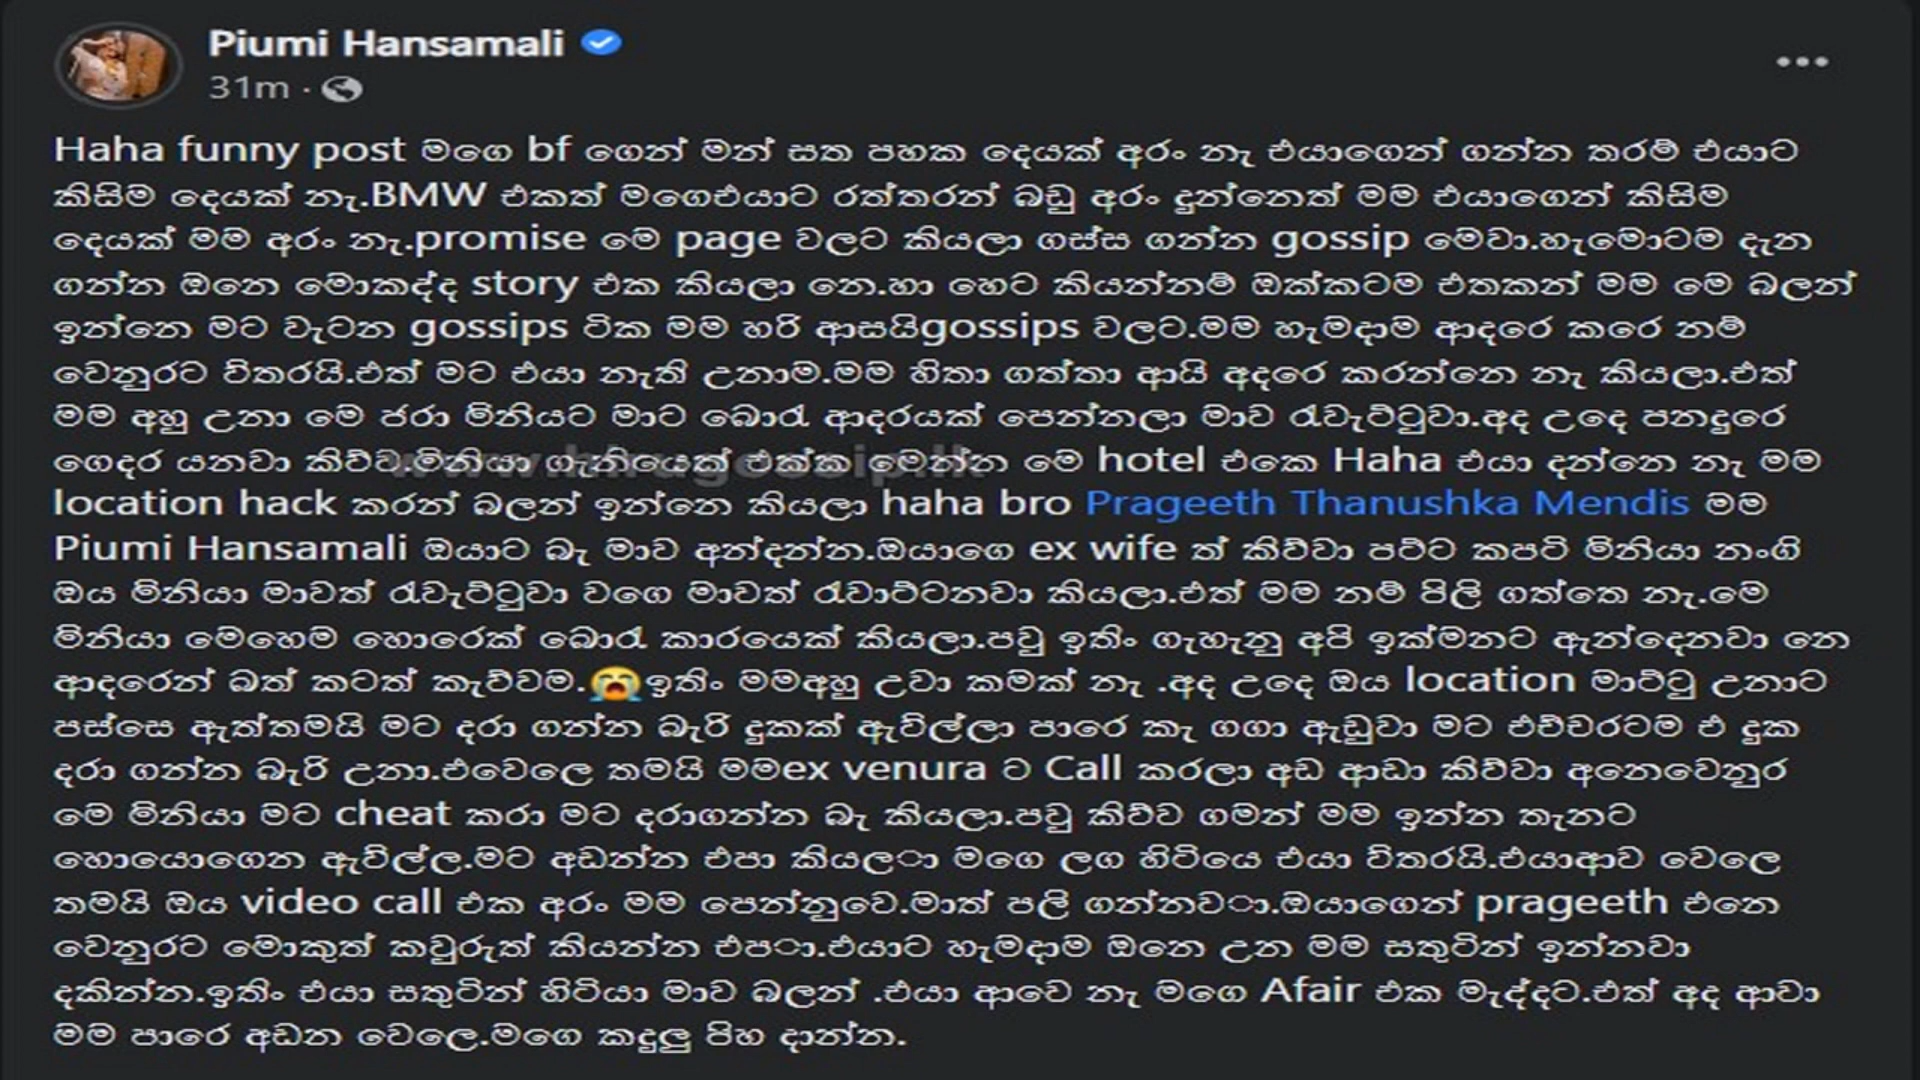 Piumi Hansamali
31m ·
Haha funny post මගෙ bf ගෙන් මන් සත පහක දෙයක් අරං නෑ එයාගෙන් ගන්න තරම් එයාට
කිසිම දෙයක් නෑ.BMW එකත් මගෙඑයාට රත්තරන් බඩු අරං දුන්නෙත් මම එයාගෙන් කිසිම
දෙයක් මම අරං නෑ.promise මෙ page වලට කියලා ගස්ස ගන්න gossip මෙවා.හැමොටම දැන
ගන්න ඔනෙ මොකද්ද story එක කියලා නෙ.හා හෙට කියන්නම් ඔක්කටම එතකන් මම මෙ බලන්
ඉන්නෙ මට වැටන gossips ටික මම හරි ආසයිgossips වලට.මම හැමදාම ආදරෙ කරෙ නම්
වෙනුරට විතරයි.එත් මට එයා නැති උනාම.මම හිතා ගත්තා ආයි අදරෙ කරන්නෙ නෑ කියලා.එත්
මම අහු උනා මෙ ජරා මිනියට මාට බොරැ ආදරයක් පෙන්නලා මාව රැවැට්ටුවා.අද උදෙ පනදුරෙ
ගෙදර යනවා කිව්ව මිනියා ගැනියෙක් එක්ක මෙන්න මෙ hotel එකෙ Haha එයා දන්නෙ නෑ මම
location hack කරන් බලන් ඉන්නෙ කියලා haha bro Prageeth Thanushka Mendis මම
Piumi Hansamali ඔයාට බෑ මාව අන්දන්න.ඔයාගෙ ex wife ත් කිව්වා පට්ට කපටි මිනියා නංගි
ඔය මිනියා මාවත් රැවැට්ටුවා වගෙ මාවත් රැවාට්ටනවා කියලා.එත් මම නම් පිලි ගත්තෙ නෑ.මෙ
මිනියා මෙහෙම හොරෙක් බොරැ කාරයෙක් කියලා.පවු ඉතිං ගැහැනු අපි ඉක්මනට ඇන්දෙනවා නෙ
ආදරෙන් බත් කටත් කැව්වම.😭ඉතිං මමඅහු උවා කමක් නෑ .අද උදෙ ඔය location මාට්ටු උනාට
පස්සෙ ඇත්තමයි මට දරා ගන්න බැරි දුකක් ඇවිල්ලා පාරෙ කෑ ගගා ඇඩුවා මට එච්චරටම එ දුක
දරා ගන්න බැරි උනා.එවෙලෙ තමයි මමex venura ට Call කරලා අඩ ආඩා කිව්වා අනෙවෙනුර
මෙ මිනියා මට cheat කරා මට දරාගන්න බෑ කියලා.පවු කිව්ව ගමන් මම ඉන්න තැනට
හොයොගෙන ඇවිල්ල.මට අඩන්න එපා කියලා මගෙ ලග හිටියෙ එයා විතරයි.එයාආව වෙලෙ
තමයි ඔය video call එක අරං මම පෙන්නුවෙ.මාත් පලි ගන්නවා.ඔයාගෙන් prageeth එනෙ
වෙනුරට මොකුත් කවුරුත් කියන්න එපා.එයාට හැමදාම ඔනෙ උන මම සතුටින් ඉන්නවා
දකින්න.ඉතිං එයා සතුටින් හිටියා මාව බලන් .එයා ආවෙ නෑ මගෙ Afair එක මැද්දට.එත් අද ආවා
මම පාරෙ අඩන වෙලෙ.මගෙ කදුලු පිහ දාන්න.
www.hirugossip.lk